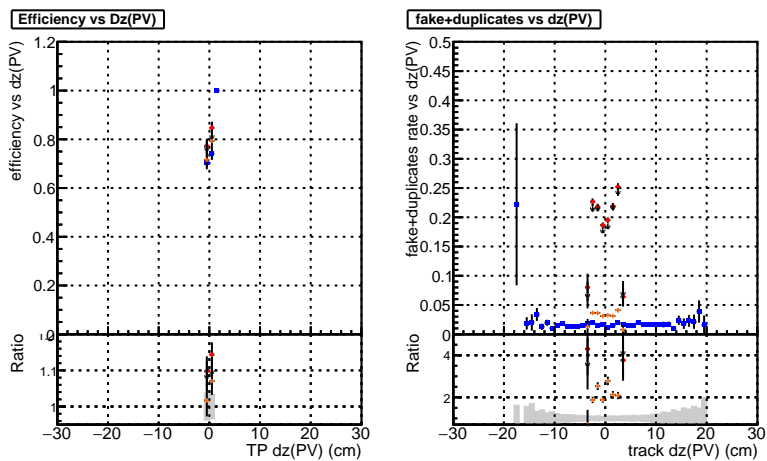 Efficiency vs Dz(PV)
efficiency vs dz(PV)
1.2
1
0.8
0.6
0.4
0.2
0
Ratio
1.2
1.1
1
−30 −20 −10 0 10 20 30
TP dz(PV) (cm)
fake+duplicates vs dz(PV)
fake+duplicates rate vs dz(PV)
0.5
0.45
0.4
0.35
0.3
0.25
0.2
0.15
0.1
0.05
0
Ratio
4
2
−30 −20 −10 0 10 20 30
track dz(PV) (cm)